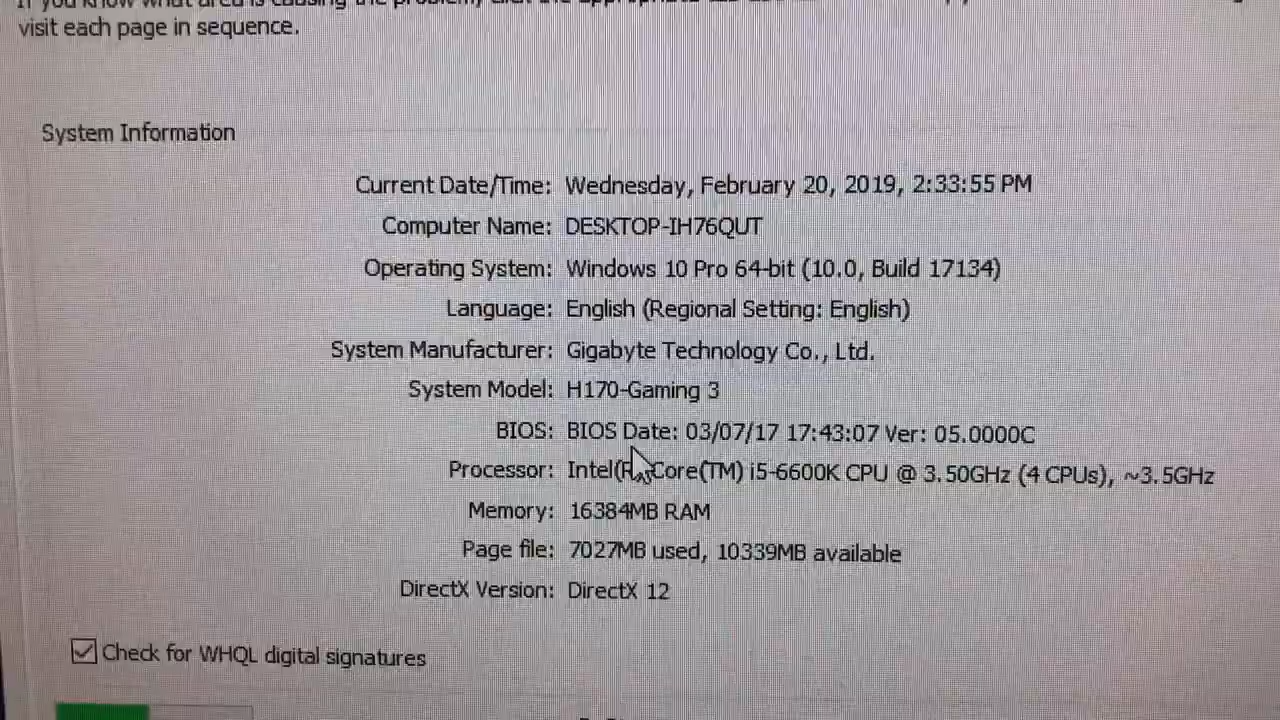 visit each page in sequence.
System Information
Current Date/Time: Wednesday, February 20, 2019, 2:33:55 PM
Computer Name: DESKTOP-IH76QUT
Operating System: Windows 10 Pro 64-bit (10.0, Build 17134)
Language: English (Regional Setting: English)
System Manufacturer: Gigabyte Technology Co., Ltd.
System Model: H170-Gaming 3
BIOS: BIOS Date: 03/07/17 17:43:07 Ver: 05.0000C
Processor: Intel(R) Core(TM) i5-6600K CPU @ 3.50GHz (4 CPUs), ~3.5GHz
Memory: 16384MB RAM
Page file: 7027MB used, 10339MB available
DirectX Version: DirectX 12
Check for WHQL digital signatures